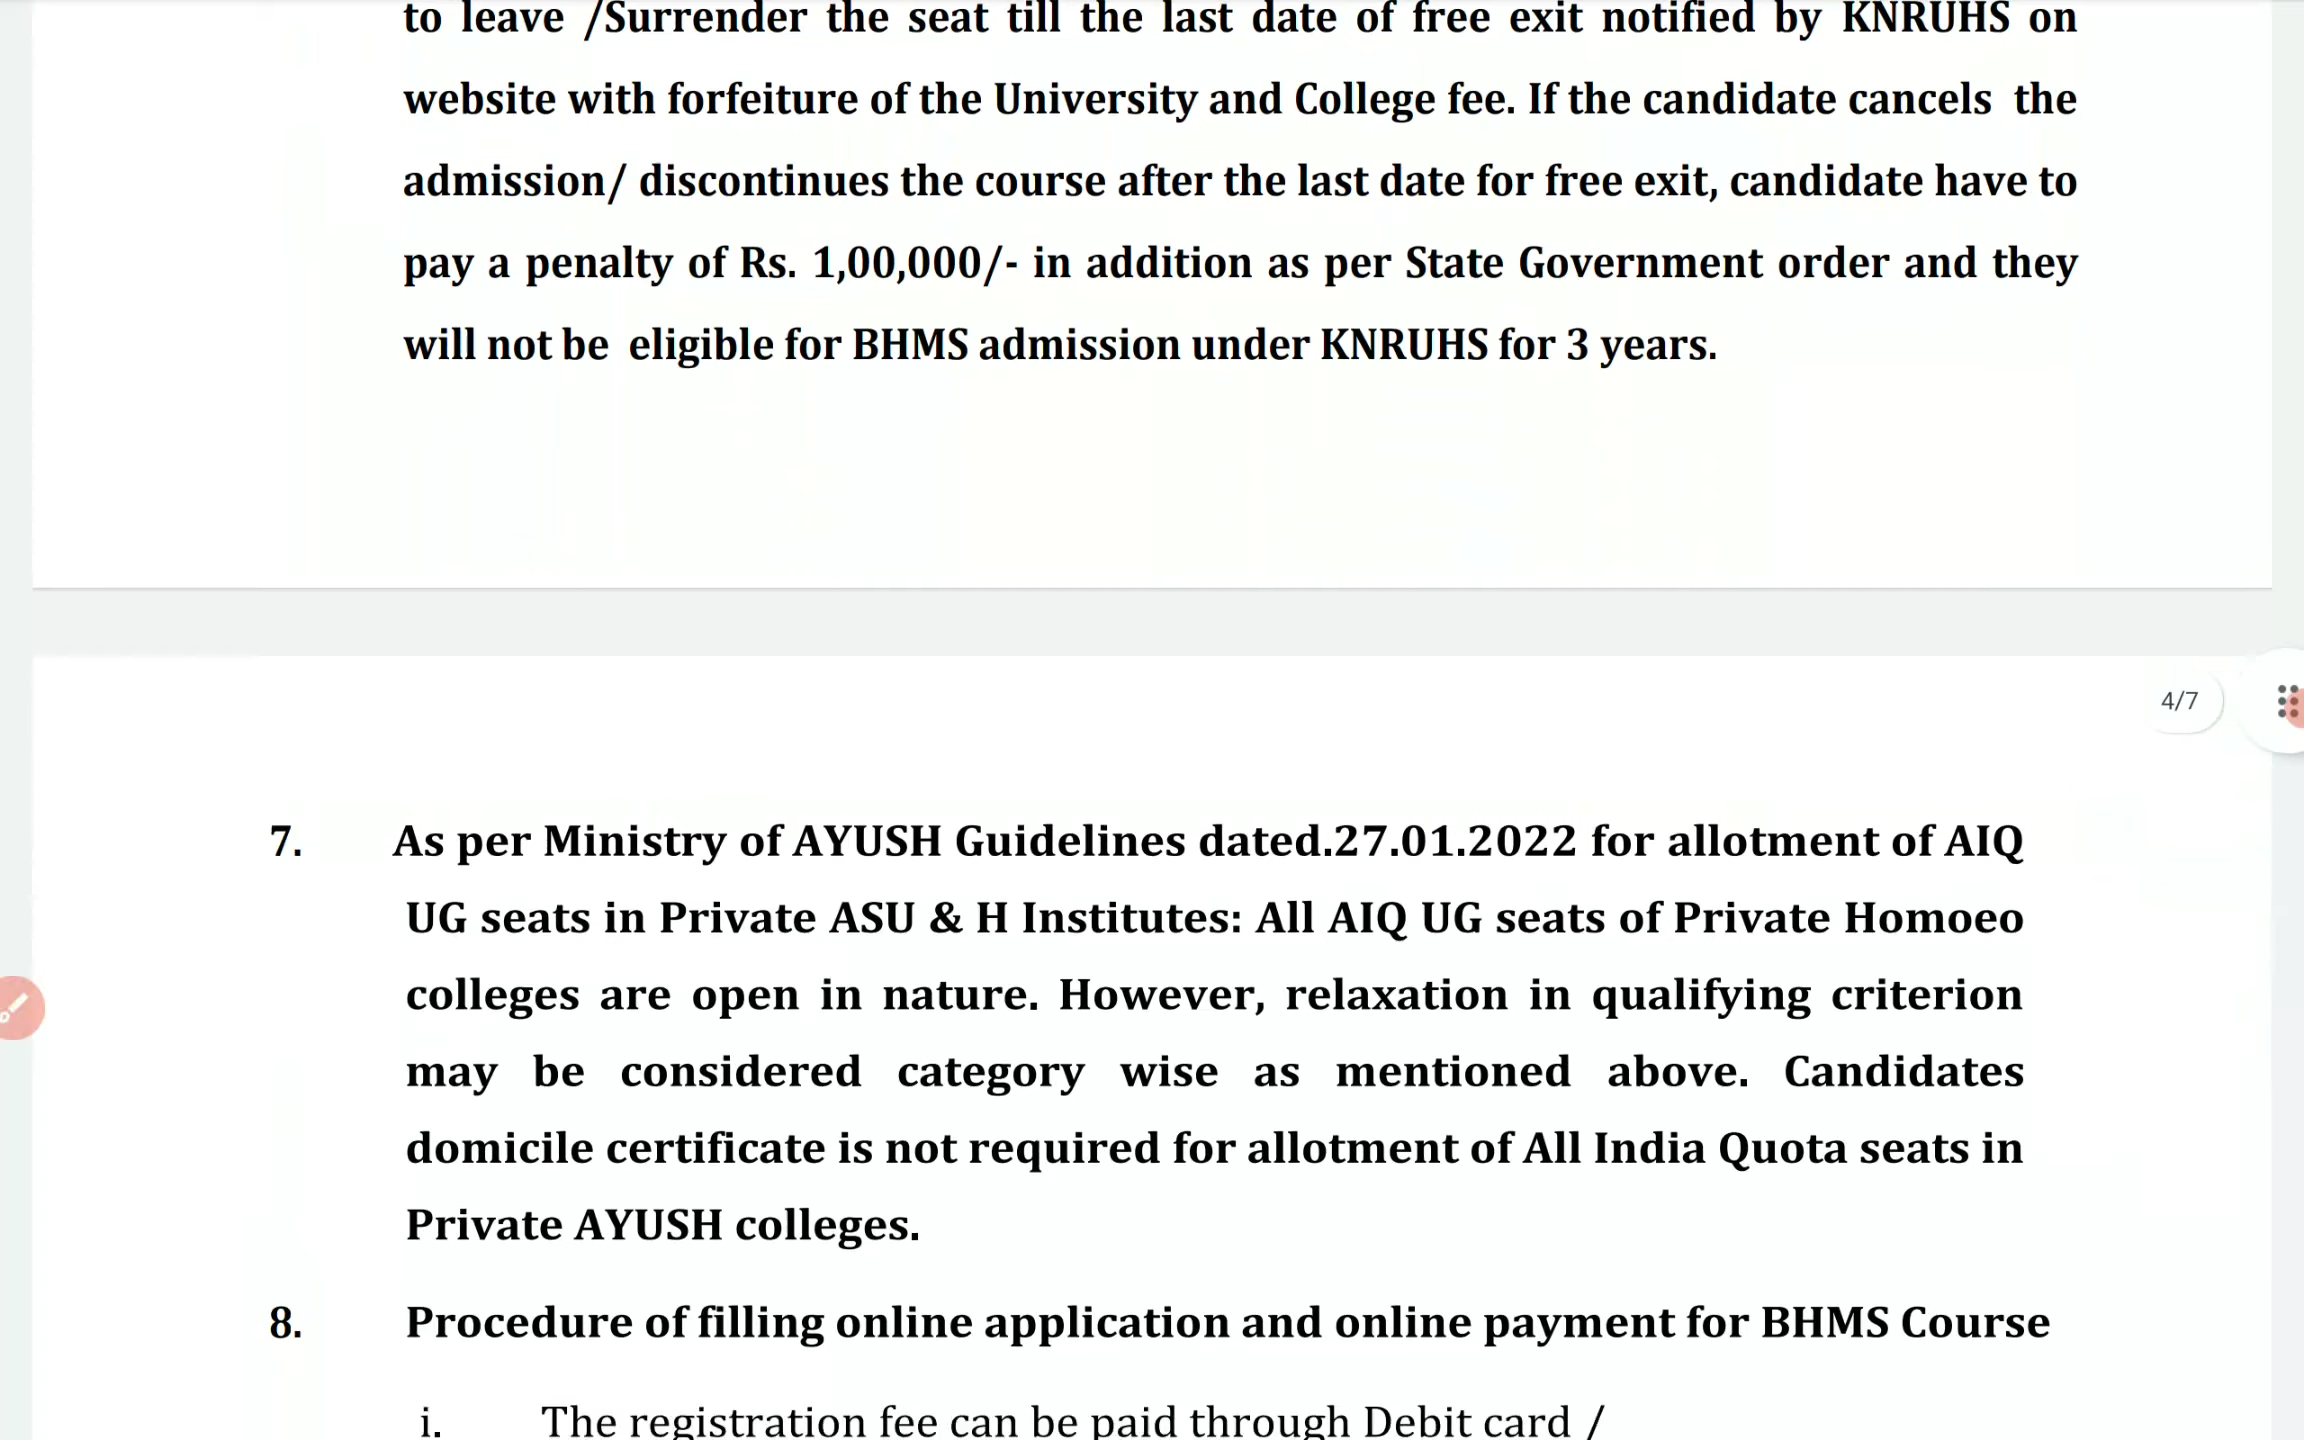 to leave /Surrender the seat till the last date of free exit notified by KNRUHS on
website with forfeiture of the University and College fee. If the candidate cancels the
admission/ discontinues the course after the last date for free exit, candidate have to
pay a penalty of Rs. 1,00,000/- in addition as per State Government order and they
will not be eligible for BHMS admission under KNRUHS for 3 years.
4/7
7. As per Ministry of AYUSH Guidelines dated.27.01.2022 for allotment of AIQ
UG seats in Private ASU & H Institutes: All AIQ UG seats of Private Homoeo
colleges are open in nature. However, relaxation in qualifying criterion
may be considered category wise as mentioned above. Candidates
domicile certificate is not required for allotment of All India Quota seats in
Private AYUSH colleges.
8. Procedure of filling online application and online payment for BHMS Course
i. The registration fee can be paid through Debit card /